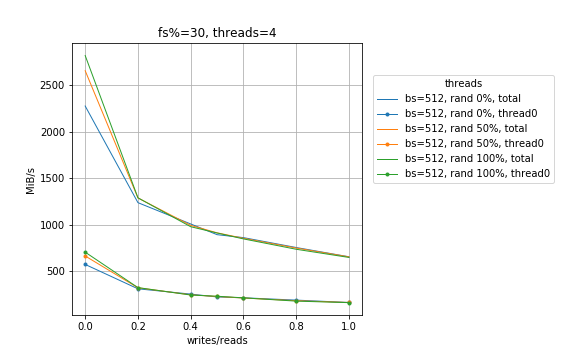 fs%=30, threads=4
MiB/s
2500
2000
1500
1000
500
0.0 0.2 0.4 0.6 0.8 1.0
writes/reads
threads
bs=512, rand 0%, total
bs=512, rand 0%, thread0
bs=512, rand 50%, total
bs=512, rand 50%, thread0
bs=512, rand 100%, total
bs=512, rand 100%, thread0